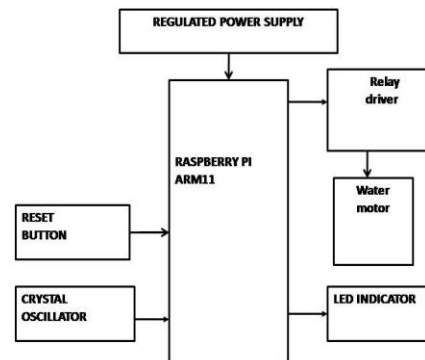 REGULATED POWER SUPPLY
Relay
driver
RASPBERRY PI
ARM11
Water
motor
RESET
BUTTON
CRYSTAL
OSCILLATOR
LED INDICATOR